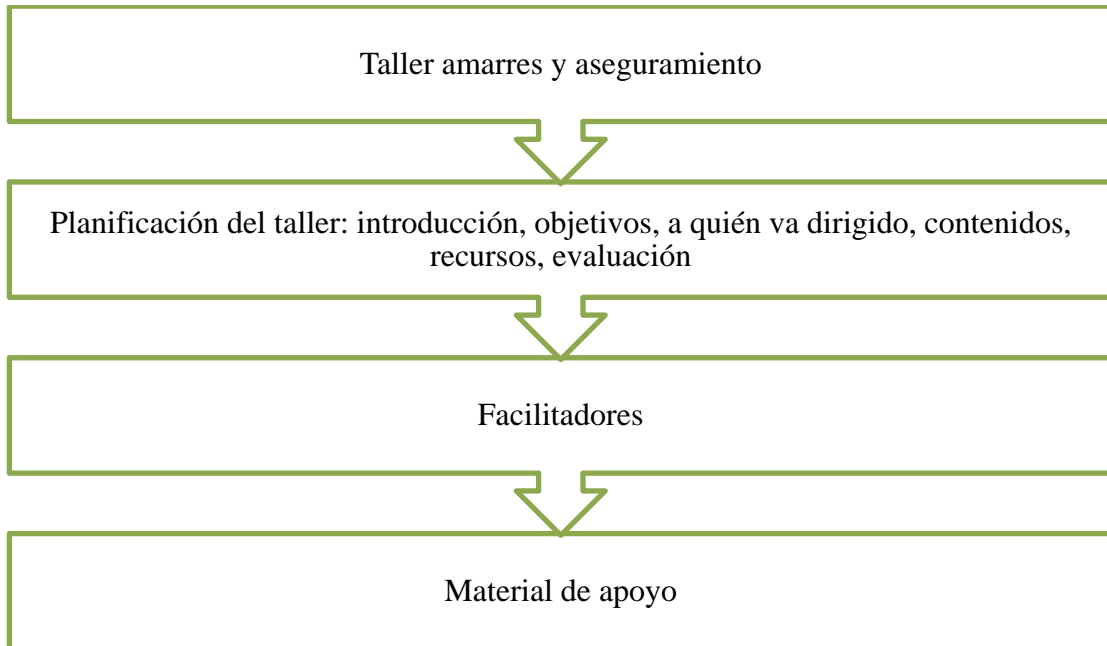 Taller amarres y aseguramiento
Planificación del taller: introducción, objetivos, a quién va dirigido, contenidos,
recursos, evaluación
Facilitadores
Material de apoyo